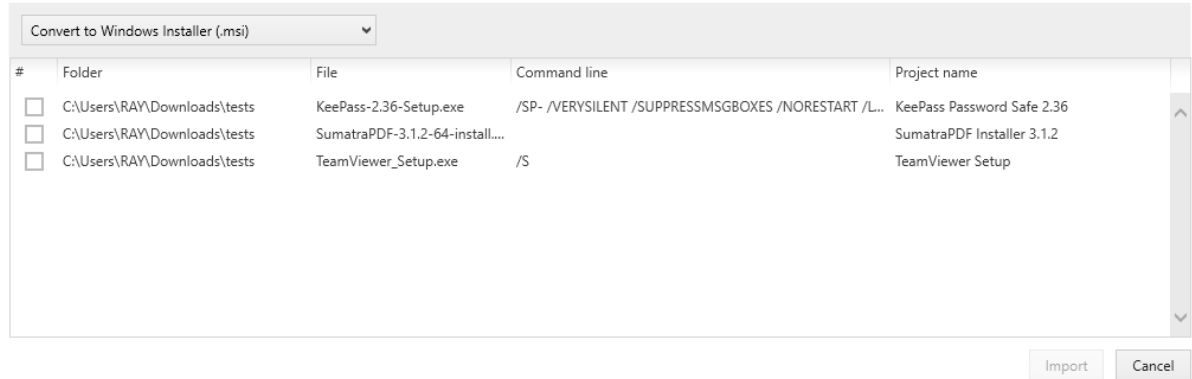 Convert to Windows Installer (.msi)
# Folder File Command line Project name
C:\Users\RAY\Downloads\tests KeePass-2.36-Setup.exe /SP- /VERYSILENT /SUPPRESSMSGBOXES /NORESTART /L... KeePass Password Safe 2.36
C:\Users\RAY\Downloads\tests SumatraPDF-3.1.2-64-install.... SumatraPDF Installer 3.1.2
C:\Users\RAY\Downloads\tests TeamViewer_Setup.exe /S TeamViewer Setup
Import Cancel